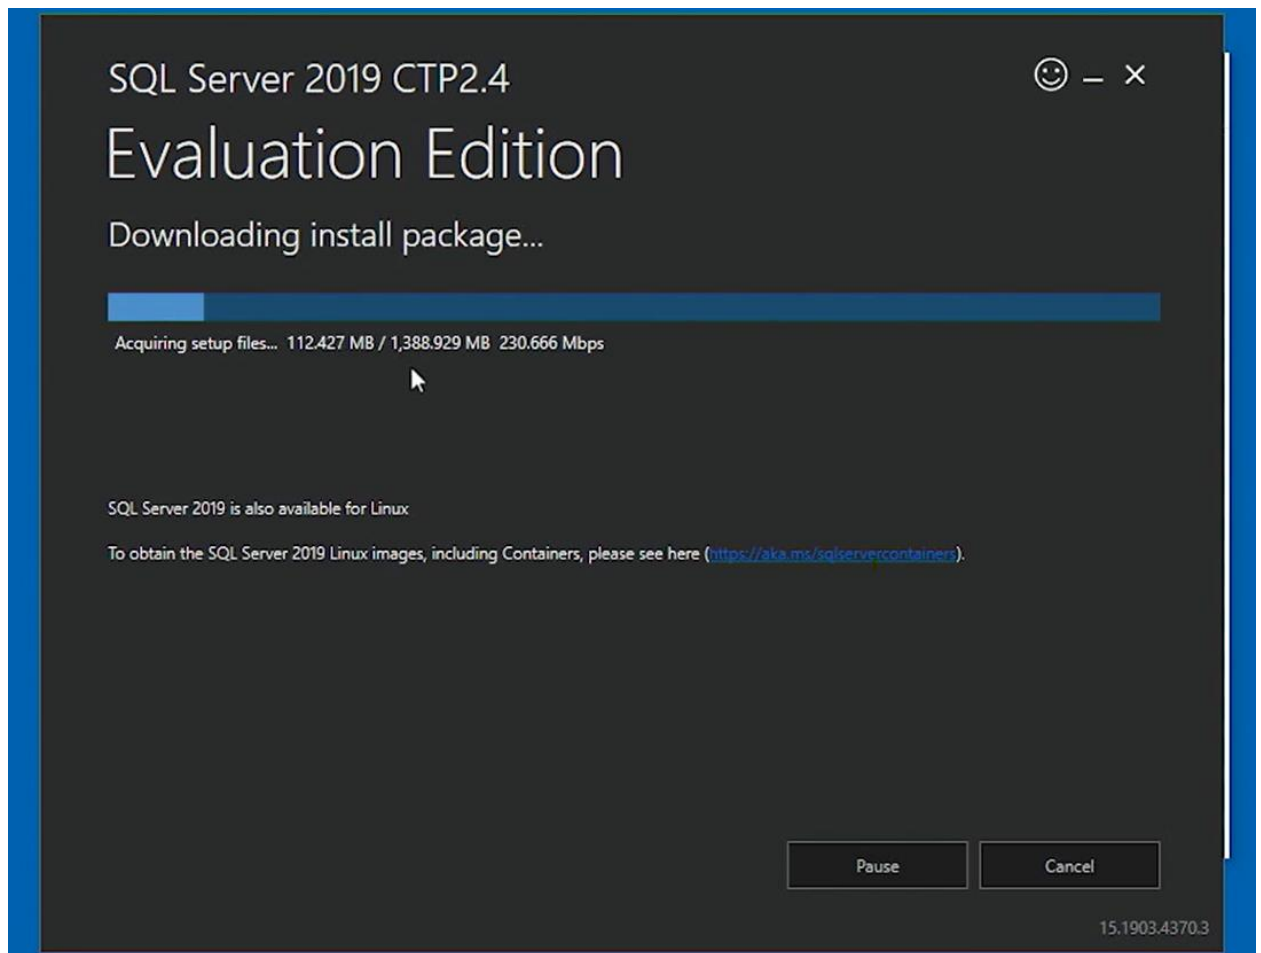 SQL Server 2019 CTP2.4
Evaluation Edition
Downloading install package...
Acquiring setup files... 112.427 MB / 1,388.929 MB 230.666 Mbps
SQL Server 2019 is also available for Linux
To obtain the SQL Server 2019 Linux images, including Containers, please see here (https://aka.ms/sqlservercontainers).
Pause
Cancel
15.1903.4370.3